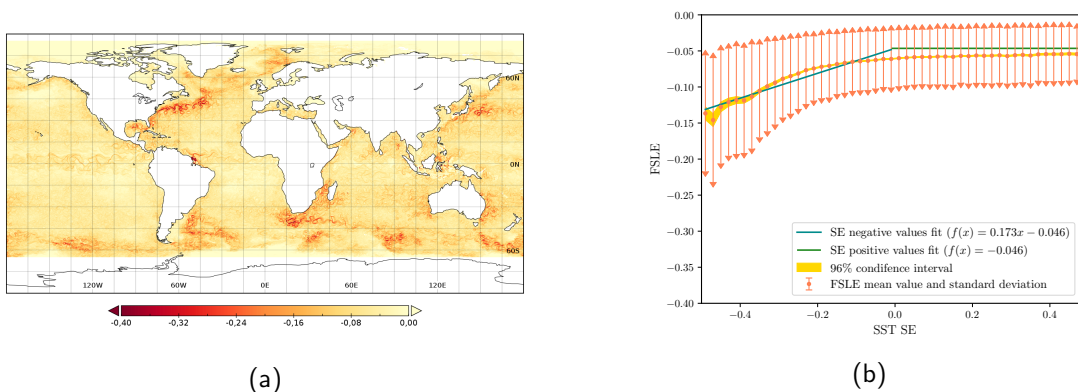 60N
0N
60S
120W
60W
0E
60E
120E
-0,40
-0,32
-0,24
-0,16
-0,08
0,00
(a)
0.00
−0.05
−0.10
−0.15
−0.20
−0.25
−0.30
−0.35
−0.40
FSLE
SE negative values fit (f(x) = 0.173x − 0.046)
SE positive values fit (f(x) = −0.046)
96% condifence interval
FSLE mean value and standard deviation
−0.4
−0.2
0.0
0.2
0.4
SST SE
(b)